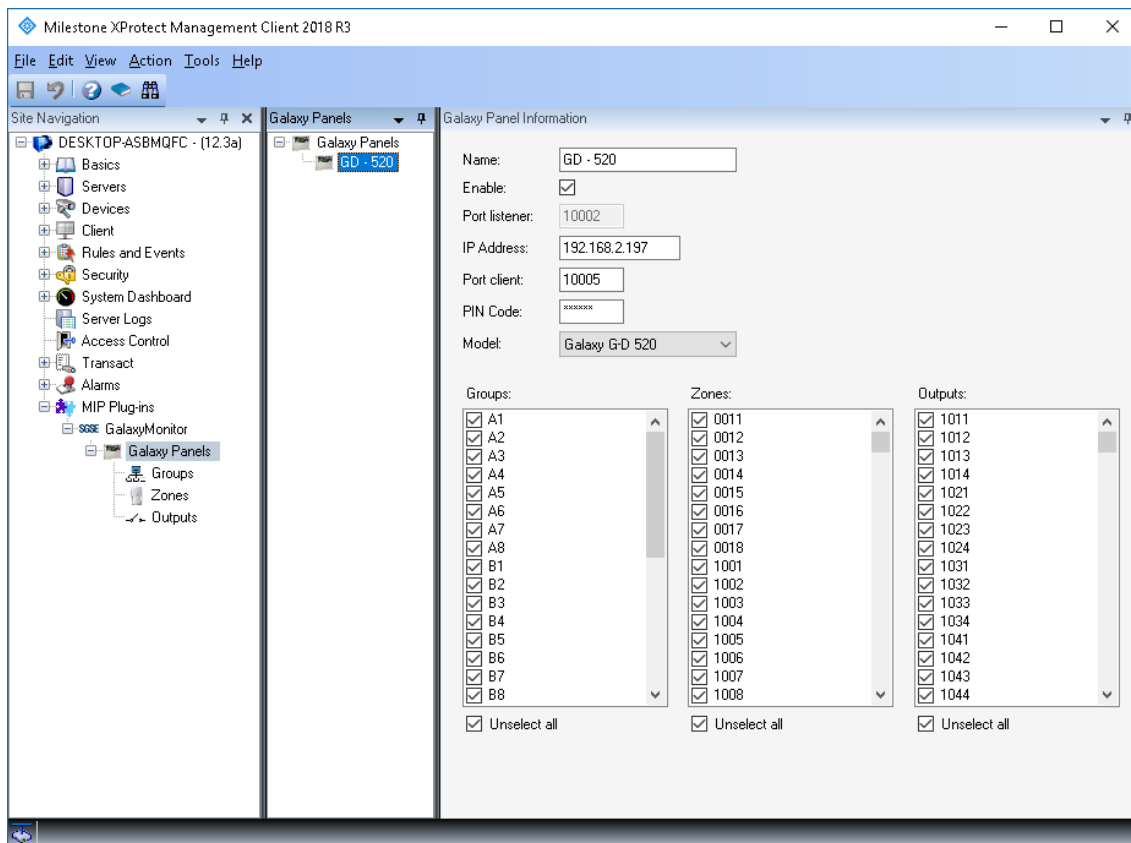 Milestone XProtect Management Client 2018 R3
File Edit View Action Tools Help
Site Navigation
DESKTOP-ASBMQFC - (12.3a)
Basics
Servers
Devices
Client
Rules and Events
Security
System Dashboard
Server Logs
Access Control
Transact
Alarms
MIP Plug-ins
SGSE GalaxyMonitor
Galaxy Panels
Groups
Zones
Outputs
Galaxy Panels
Galaxy Panels
GD - 520
Galaxy Panel Information
Name: GD - 520
Enable:
Port listener: 10002
IP Address: 192.168.2.197
Port client: 10005
PIN Code: ××××××
Model: Galaxy G-D 520
Groups:
A1
A2
A3
A4
A5
A6
A7
A8
B1
B2
B3
B4
B5
B6
B7
B8
Unselect all
Zones:
0011
0012
0013
0014
0015
0016
0017
0018
1001
1002
1003
1004
1005
1006
1007
1008
Unselect all
Outputs:
1011
1012
1013
1014
1021
1022
1023
1024
1031
1032
1033
1034
1041
1042
1043
1044
Unselect all